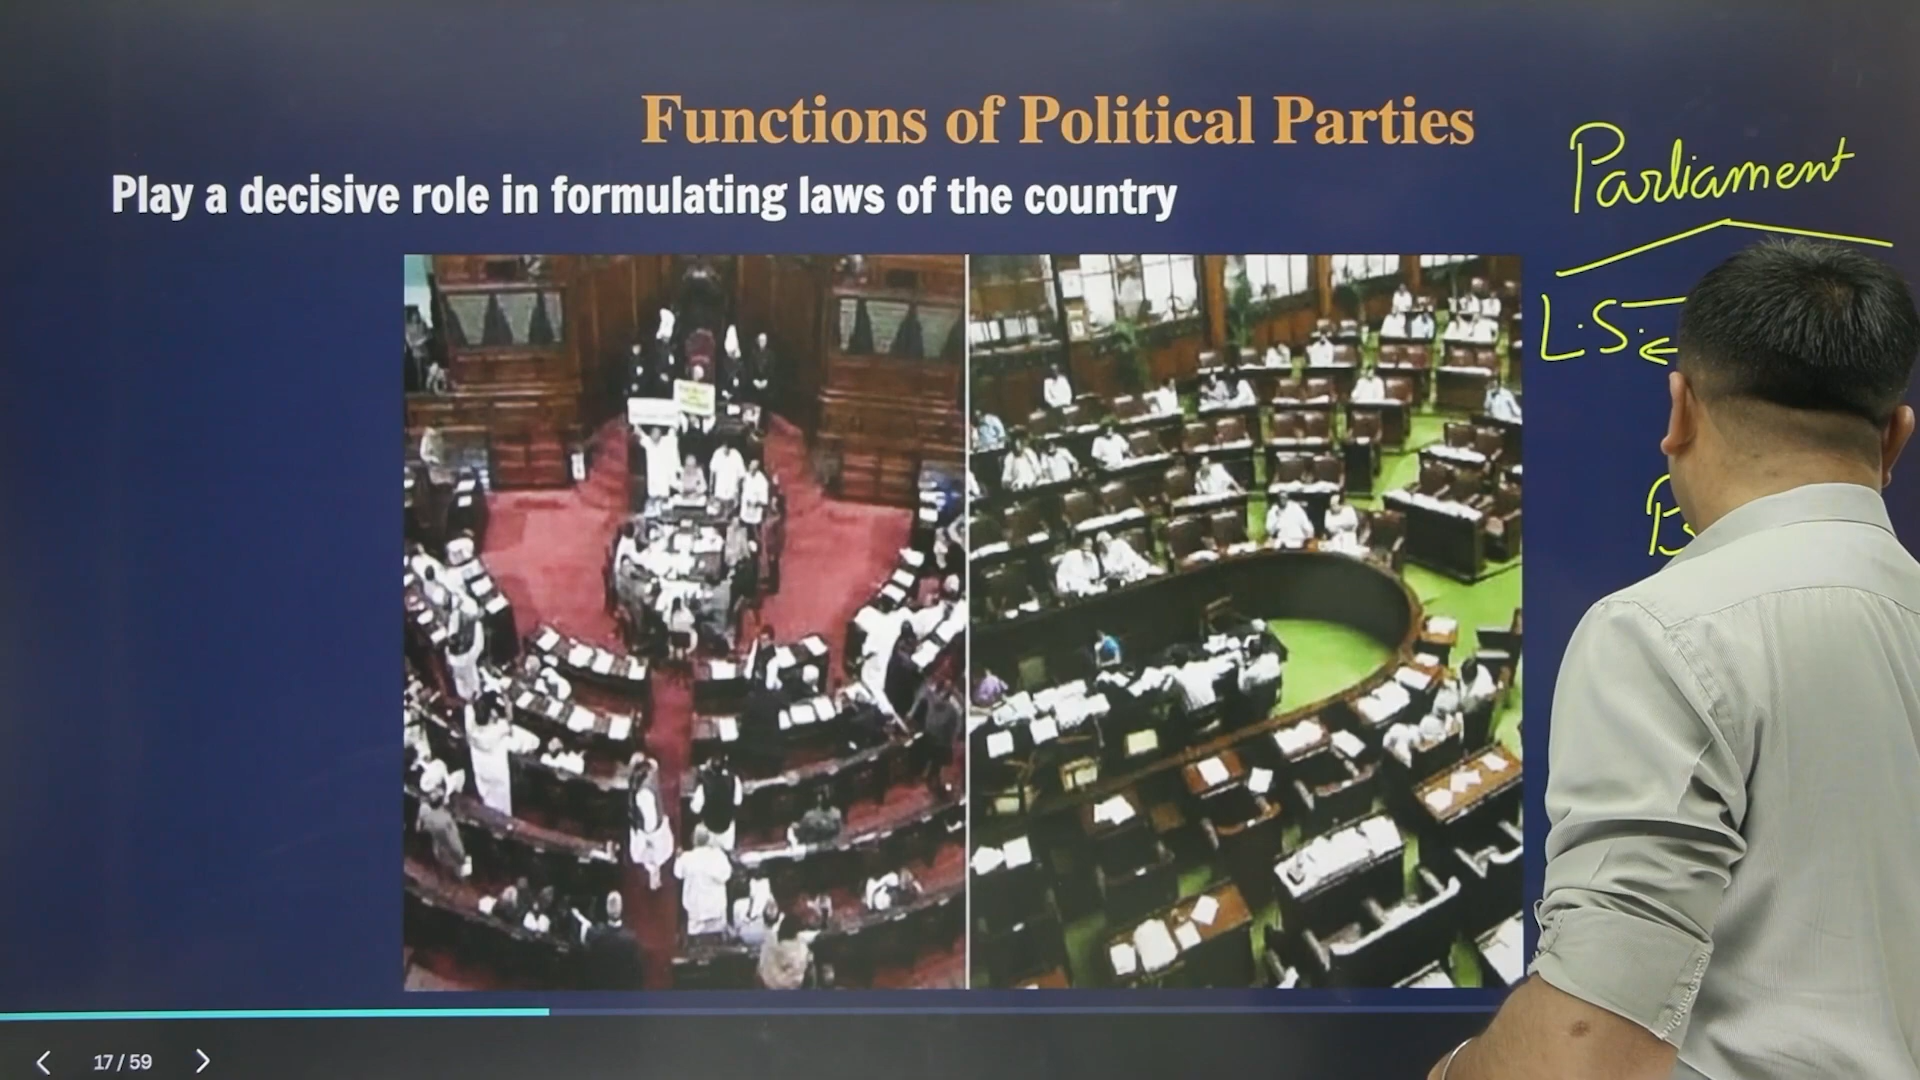 Functions of Political Parties
Play a decisive role in formulating laws of the country
Parliament
L.S.
17 / 59